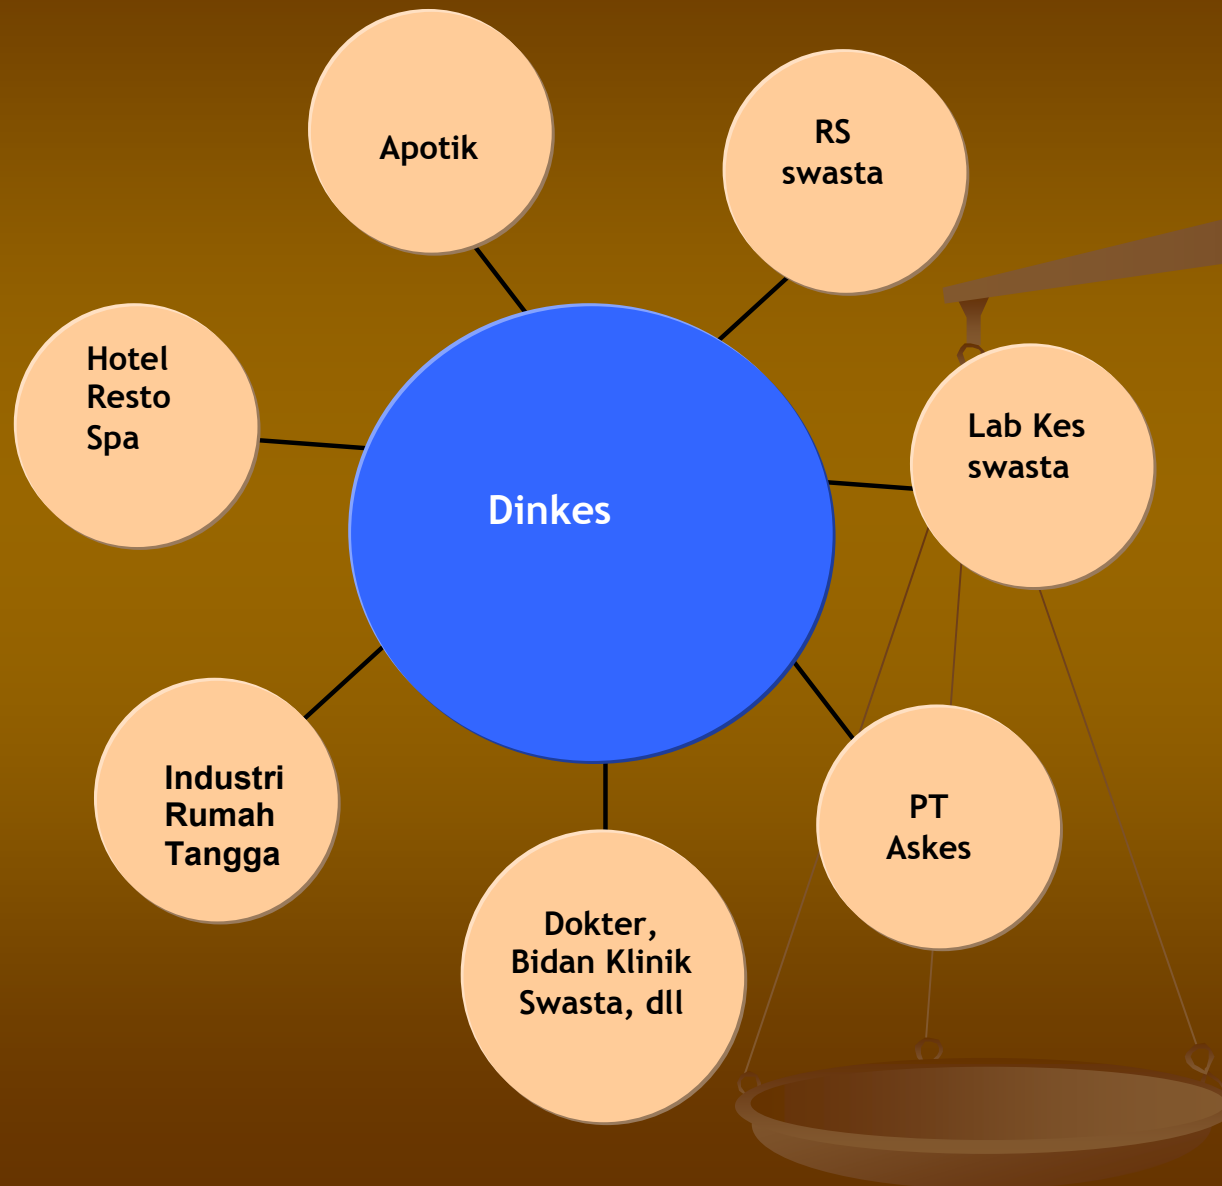 Apotik
RS
swasta
Hotel
Resto
Spa
Lab Kes
swasta
Dinkes
Industri
Rumah
Tangga
PT
Askes
Dokter,
Bidan Klinik
Swasta, dll